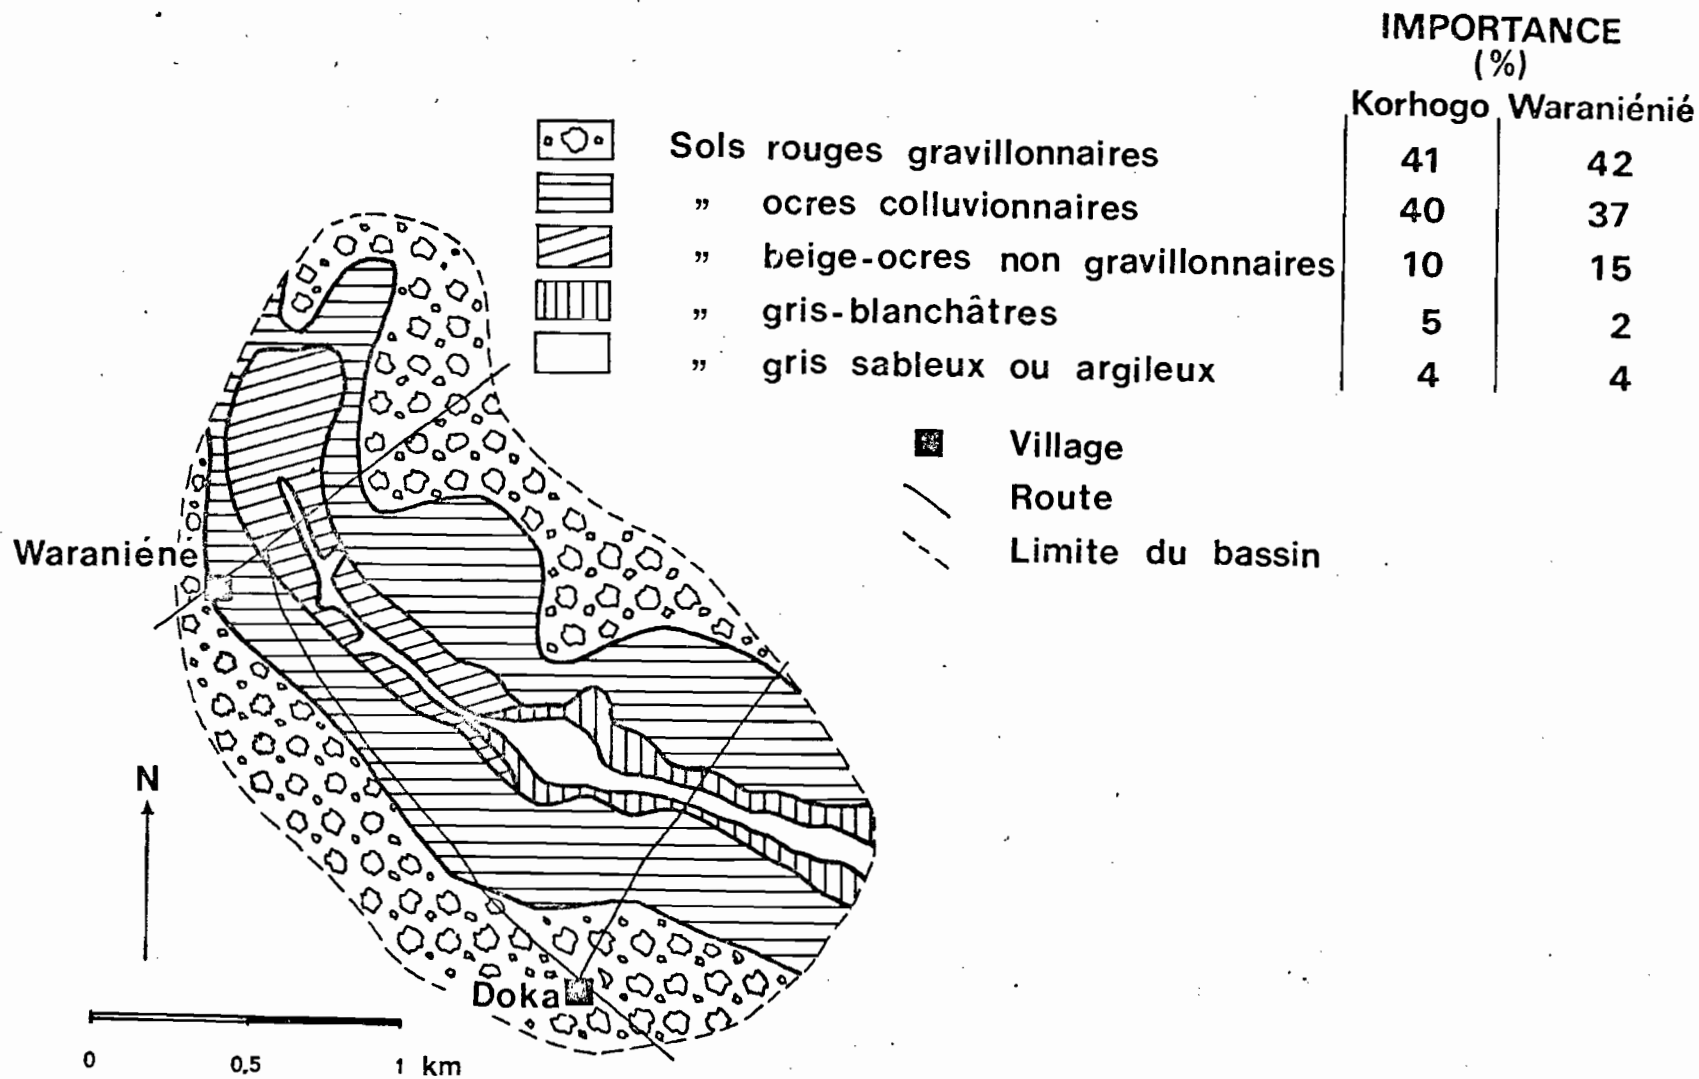 IMPORTANCE
(%)
Korhogo Waraniénié
Sols rouges gravillonnaires 41 42
” ocres colluvionnaires 40 37
” beige-ocres non gravillonnaires 10 15
” gris-blanchâtres 5 2
” gris sableux ou argileux 4 4
Village
Route
Limite du bassin
Waraniéné
N
Doka
0 0,5 1 km